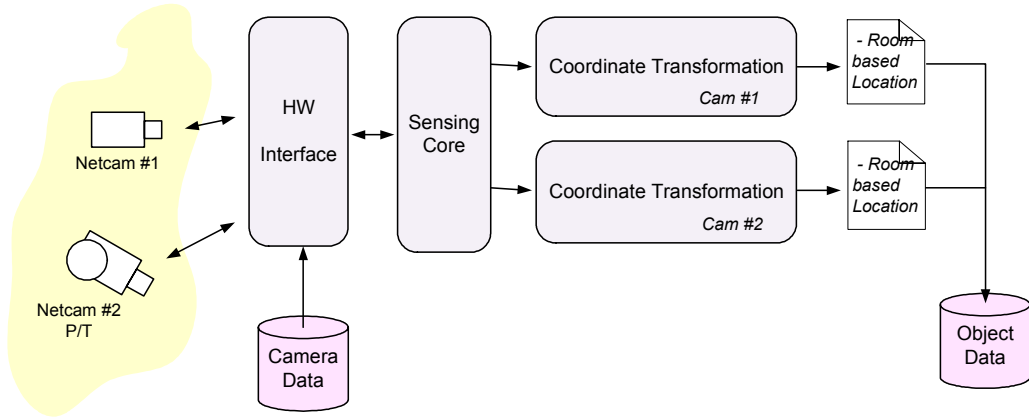 Netcam #1
Netcam #2
P/T
HW
Interface
Camera
Data
Sensing
Core
Coordinate Transformation
Cam #1
Coordinate Transformation
Cam #2
- Room
based
Location
- Room
based
Location
Object
Data